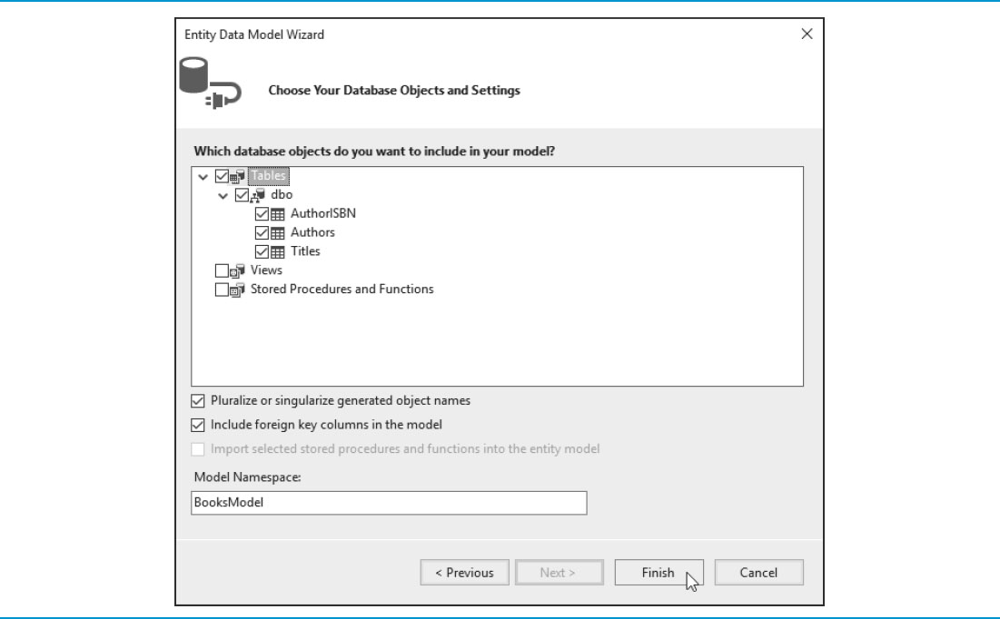 Entity Data Model Wizard
Choose Your Database Objects and Settings
Which database objects do you want to include in your model?
Tables
dbo
AuthorISBN
Authors
Titles
Views
Stored Procedures and Functions
Pluralize or singularize generated object names
Include foreign key columns in the model
Import selected stored procedures and functions into the entity model
Model Namespace:
BooksModel
< Previous Next > Finish Cancel